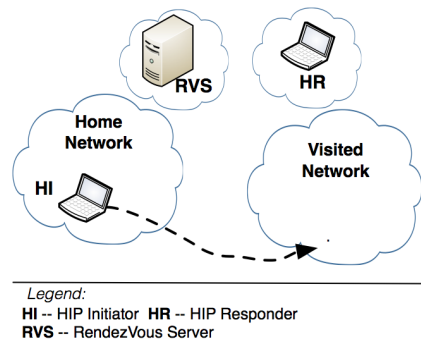 RVS
HR
Home
Network
Visited
Network
HI
Legend:
HI -- HIP Initiator HR -- HIP Responder
RVS -- RendezVous Server